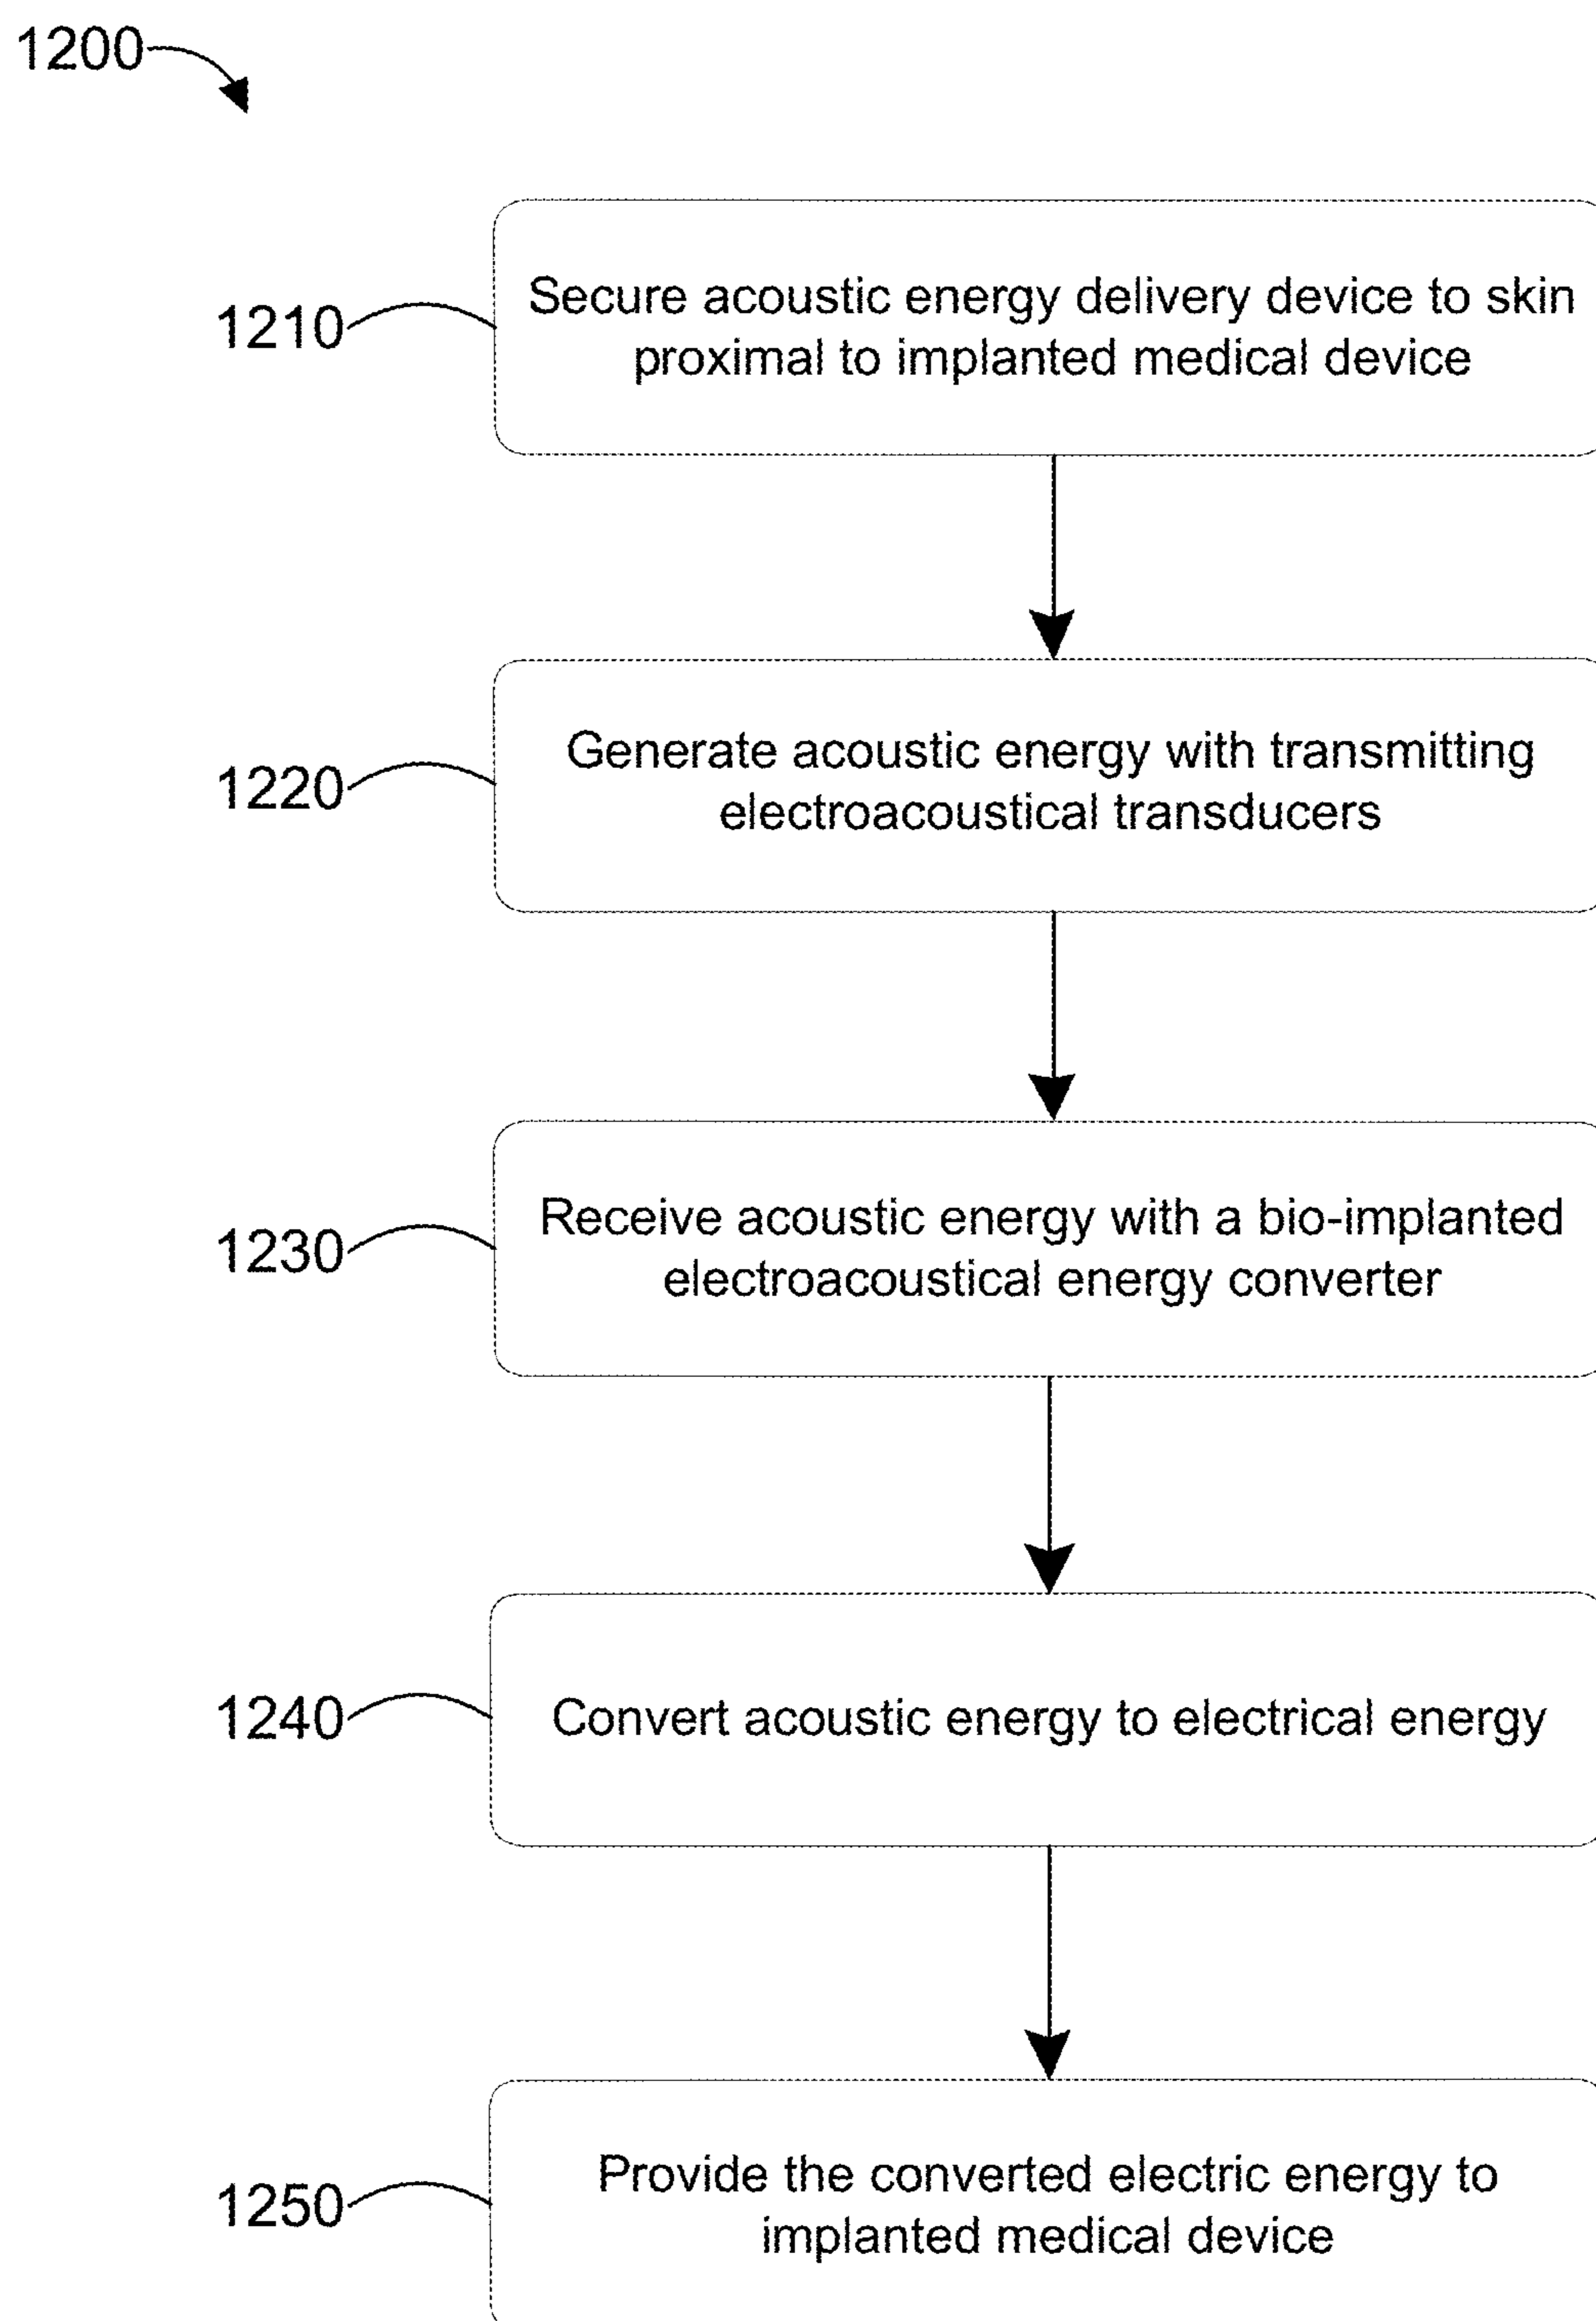 1200
1210
Secure acoustic energy delivery device to skin
proximal to implanted medical device
1220
Generate acoustic energy with transmitting
electroacoustical transducers
1230
Receive acoustic energy with a bio-implanted
electroacoustical energy converter
1240
Convert acoustic energy to electrical energy
1250
Provide the converted electric energy to
implanted medical device